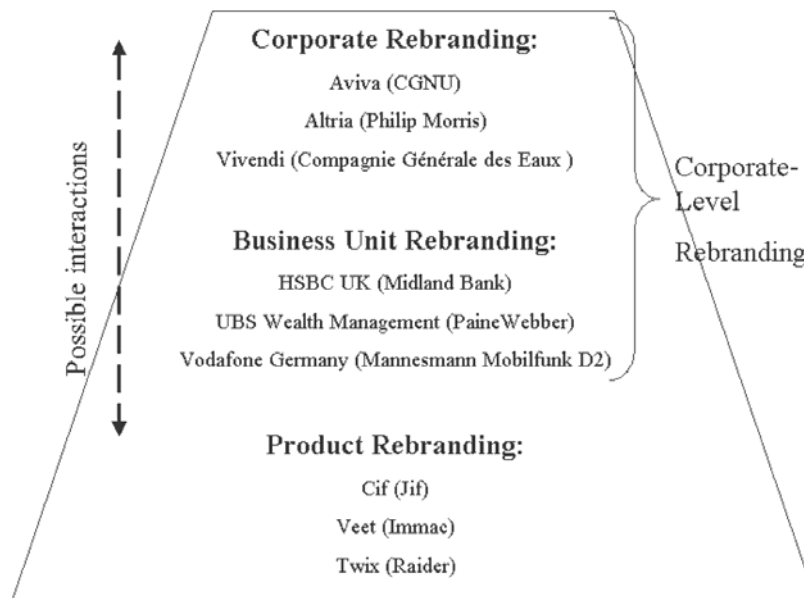 Corporate Rebranding:
Aviva (CGNU)
Altria (Philip Morris)
Vivendi (Compagnie Générale des Eaux )
Business Unit Rebranding:
HSBC UK (Midland Bank)
UBS Wealth Management (PaineWebber)
Vodafone Germany (Mannesmann Mobilfunk D2)
Product Rebranding:
Cif (Jif)
Veet (Immac)
Twix (Raider)
Possible interactions
Corporate-
Level
Rebranding